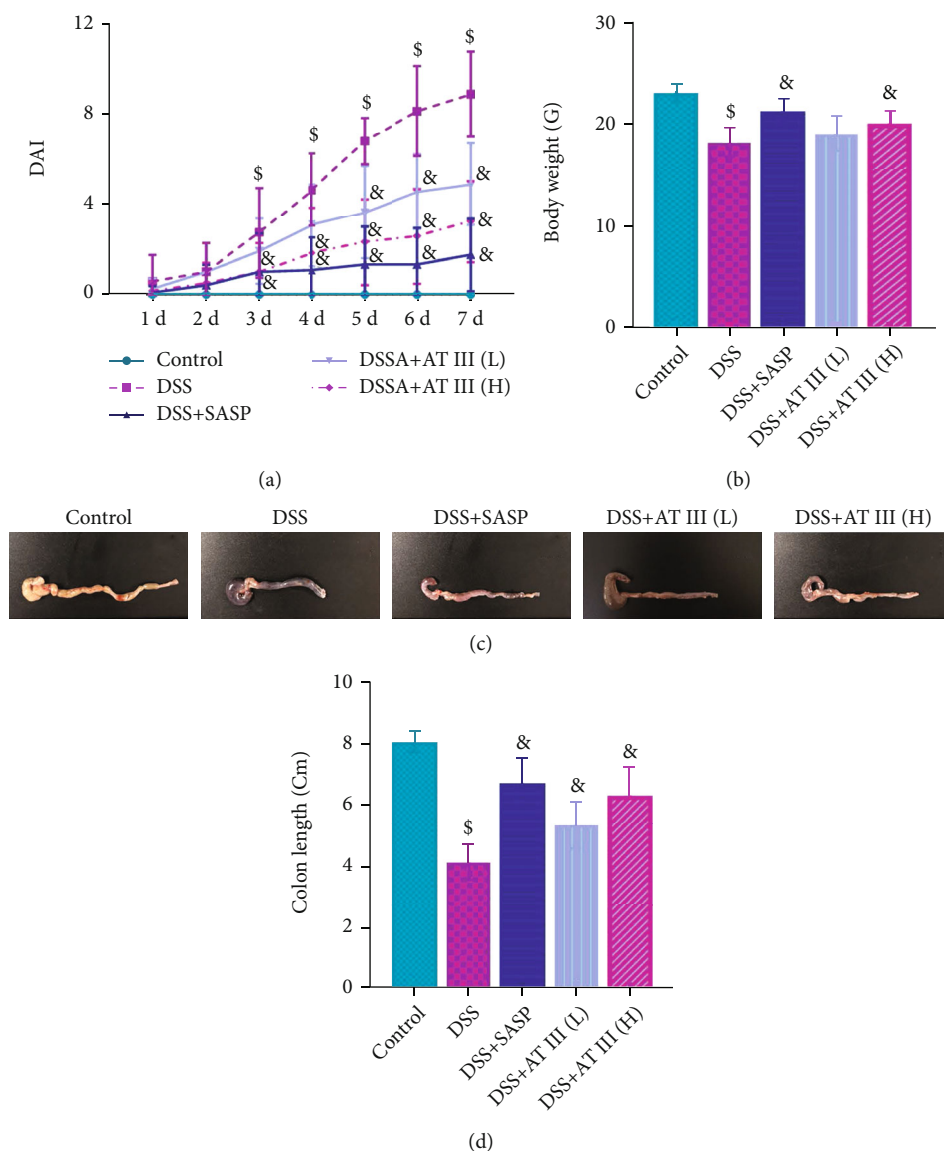 12
8
4
0
DAI
$
$
$
$
$
&
&
&
&
&
&
&
&
&
&
&
&
&
1 d
2 d
3 d
4 d
5 d
6 d
7 d
Control
DSS
DSS+SASP
DSSA+AT III (L)
DSSA+AT III (H)
(a)
30
20
10
0
Body weight (G)
$
&
&
Control
DSS
DSS+SASP
DSS+AT III (L)
DSS+AT III (H)
(b)
Control
DSS
DSS+SASP
DSS+AT III (L)
DSS+AT III (H)
(c)
10
8
6
4
2
0
Colon length (Cm)
$
&
&
&
Control
DSS
DSS+SASP
DSS+AT III (L)
DSS+AT III (H)
(d)